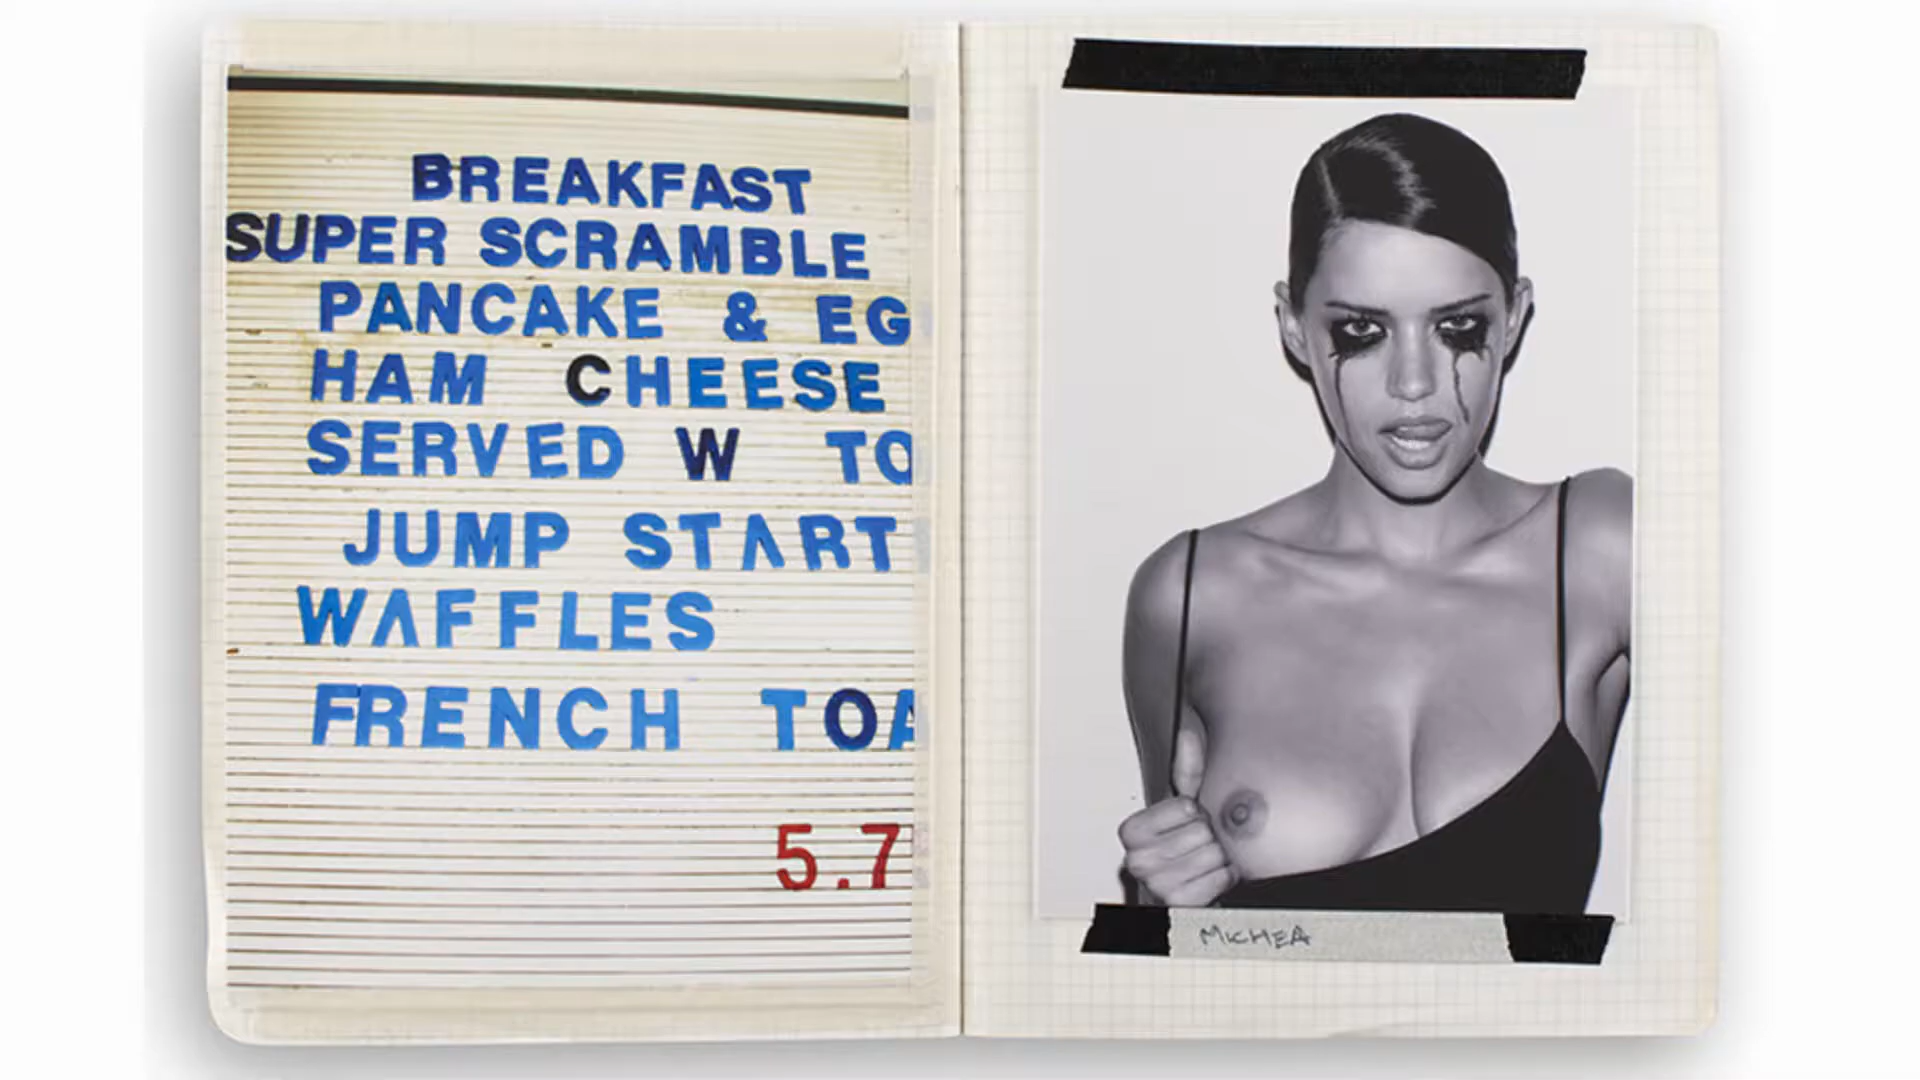 BREAKFAST
SUPER SCRAMBLE
PANCAKE & EG
HAM CHEESE
SERVED W TO
JUMP START
WAFFLES
FRENCH TOA
5.7
MICHEA